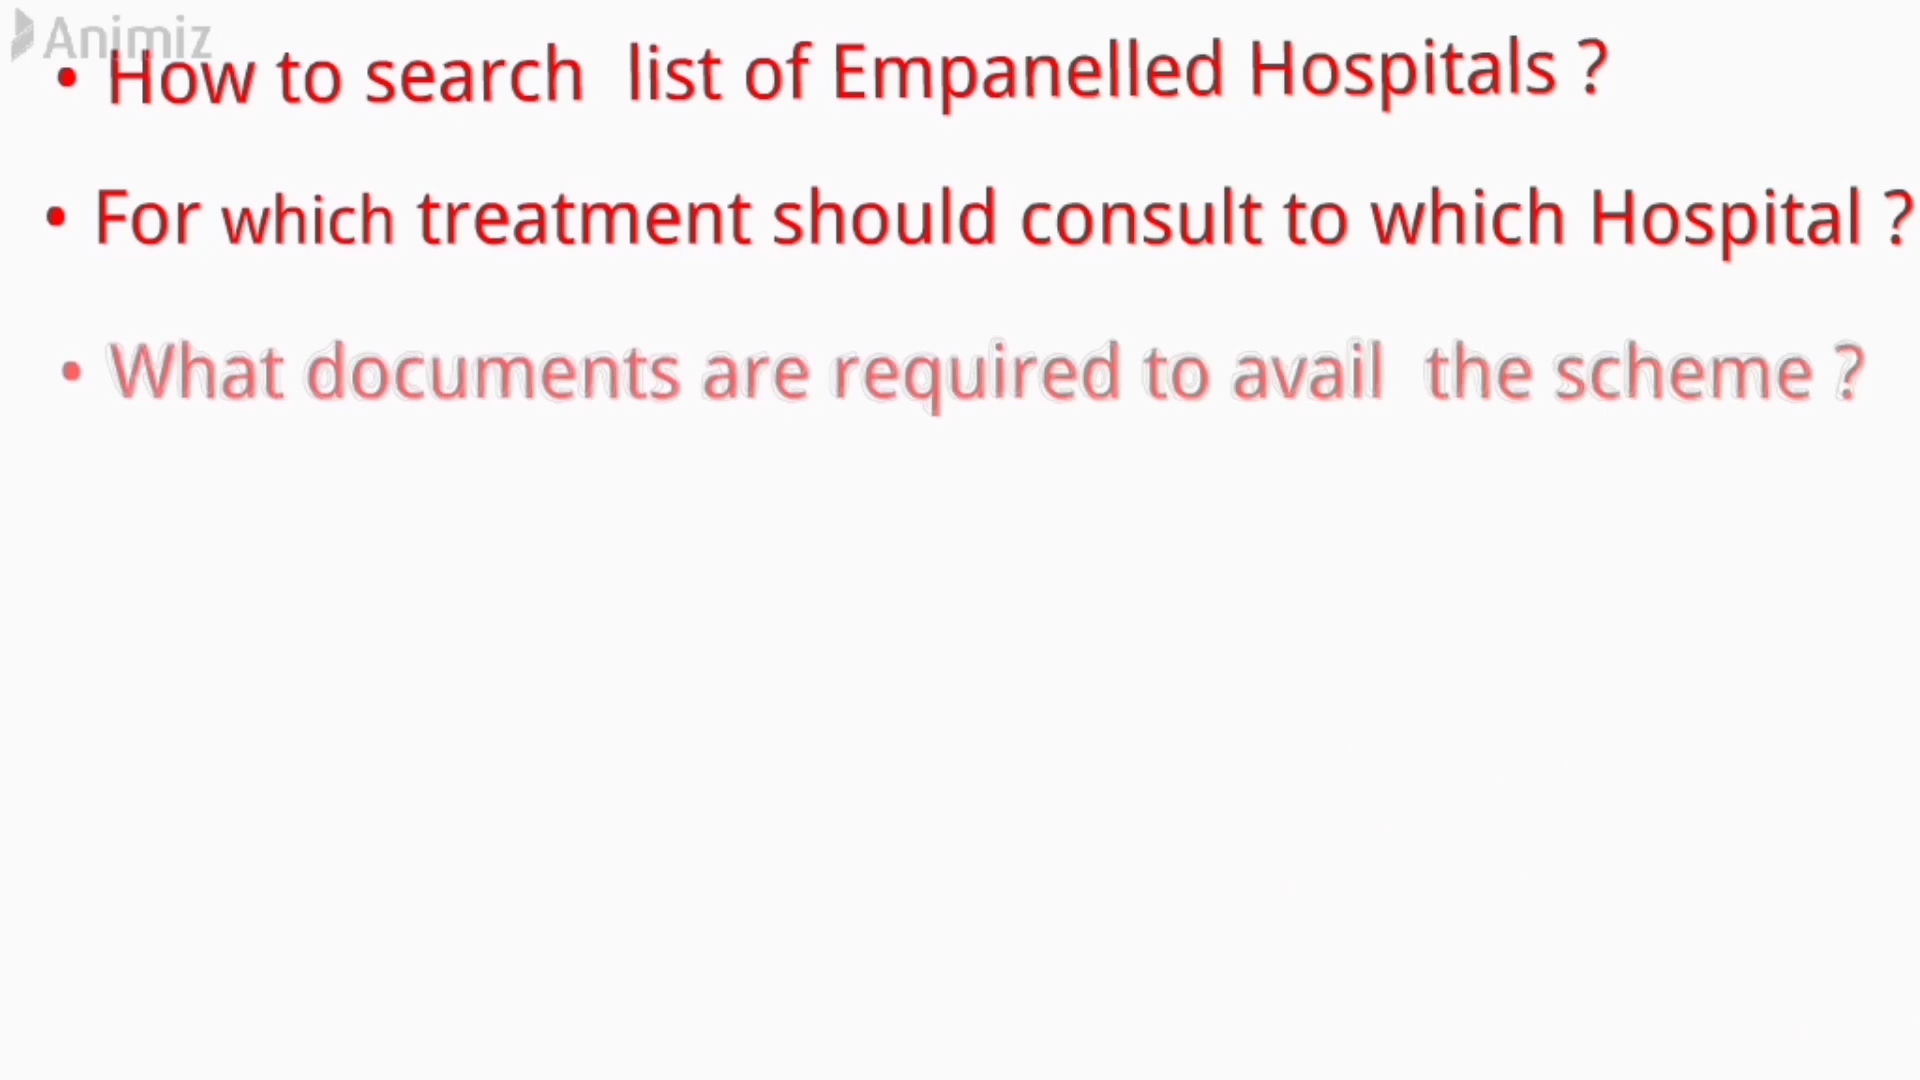 Animiz
• How to search list of Empanelled Hospitals ?
• For which treatment should consult to which Hospital ?
• What documents are required to avail the scheme ?